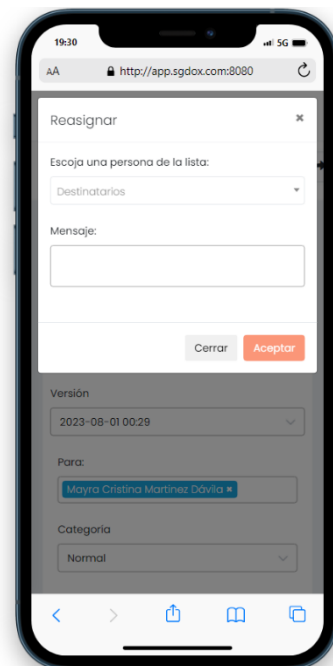 19:30
5G
AA
http://app.sgdox.com:8080
Reasignar
Escoja una persona de la lista:
Destinatarios
Mensaje:
Cerrar
Aceptar
Versión
2023-08-01 00:29
Para:
Mayra Cristina Martinez Dávila
Categoría
Normal